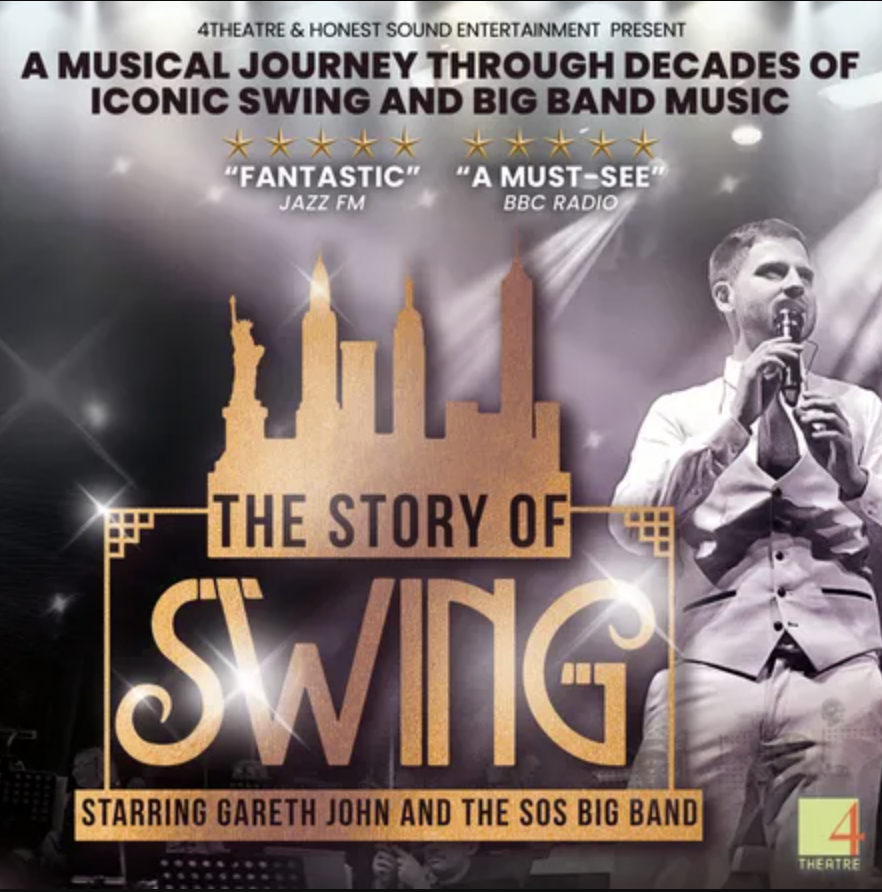 4THEATRE & HONEST SOUND ENTERTAINMENT PRESENT
A MUSICAL JOURNEY THROUGH DECADES OF
ICONIC SWING AND BIG BAND MUSIC
"FANTASTIC" "A MUST-SEE"
JAZZ FM BBC RADIO
THE STORY OF
SWING
STARRING GARETH JOHN AND THE SOS BIG BAND
4
THEATRE